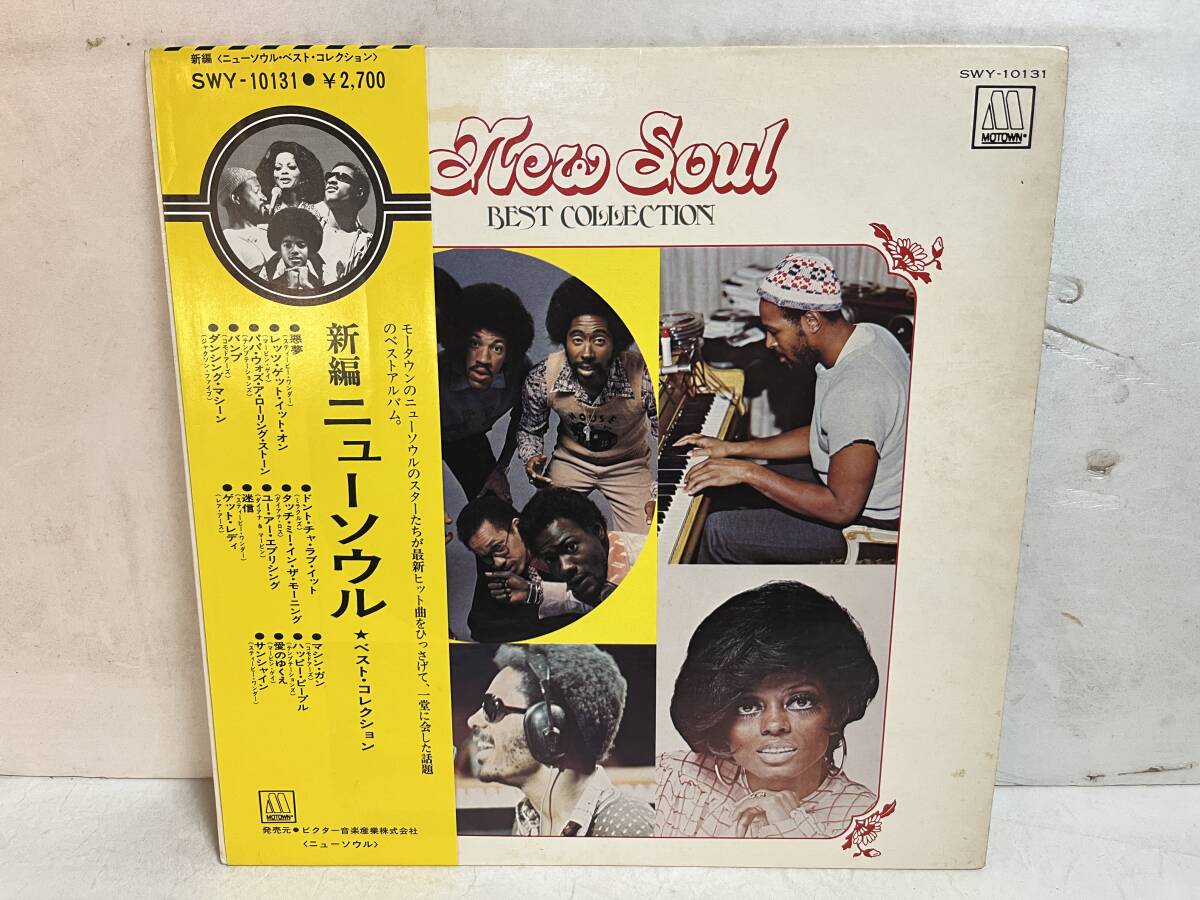 新編〈ニューソウル・ベスト・コレクション〉
SWY-10131●¥2,700
モータウンのニューソウルのスターたちが最新ヒット曲をひっさげて、一堂に会した話題
のベストアルバム。
新編ニューソウル★ベスト・コレクション
●悪夢
(スティービー・ワンダー)
●レッツ・ゲット・イット・オン
(マービン・ゲイ)
●パパ・ウォズ・ア・ローリング・ストーン
(テンプテーションズ)
●バンプ
(コモドアーズ)
●ダンシング・マシーン
(ジャクソン・ファイブ)
●ドント・チャ・ラブ・イット
(ミラクルズ)
●タッチ・ミー・イン・ザ・モーニング
(ダイアナ・ロス)
●ユー・アー・エブリシング
(ダイアナ & マービン)
●迷信
(スティービー・ワンダー)
●ゲット・レディ
(レア・アース)
●マシン・ガン
(コモドアーズ)
●ハッピー・ピープル
(テンプテーションズ)
●愛のゆくえ
(マービン・ゲイ)
●サンシャイン
(スティービー・ワンダー)
MOTOWN
発売元●ビクター音楽産業株式会社
〈ニューソウル〉
SWY-10131
MOTOWN
New Soul
BEST COLLECTION